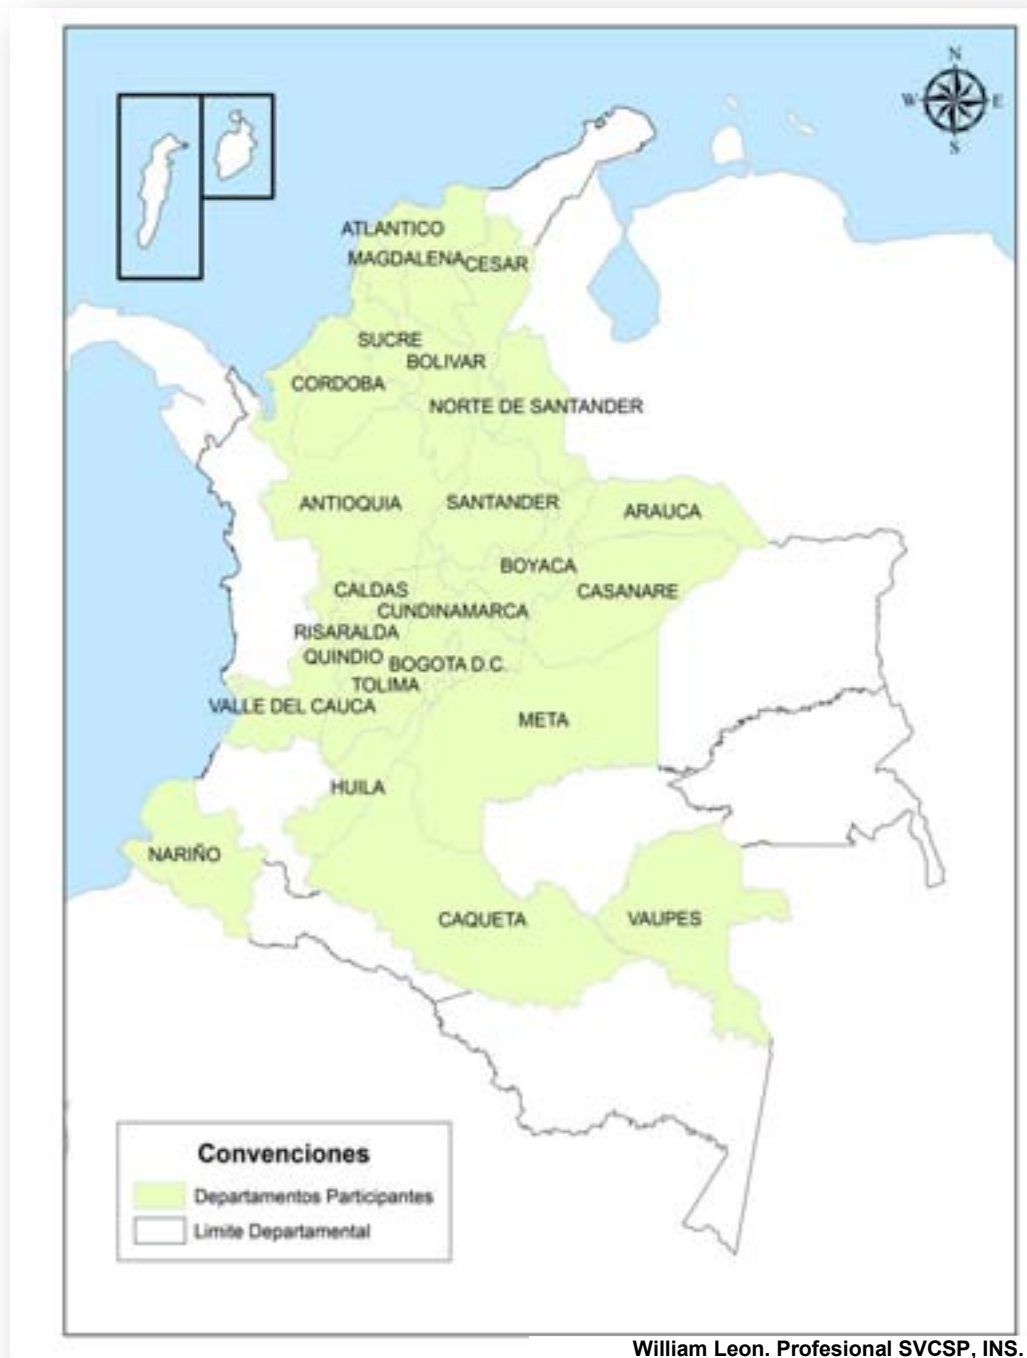 N
W E
S
ATLANTICO
MAGDALENA CESAR
SUCRE
BOLIVAR
CORDOBA
NORTE DE SANTANDER
ANTIOQUIA SANTANDER ARAUCA
BOYACA
CALDAS CASANARE
CUNDINAMARCA
RISARALDA
QUINDIO BOGOTA D.C.
TOLIMA
VALLE DEL CAUCA META
HUILA
NARIÑO
CAQUETA VAUPES
Convenciones
Departamentos Participantes
Limite Departamental
William Leon. Profesional SVCSP, INS.